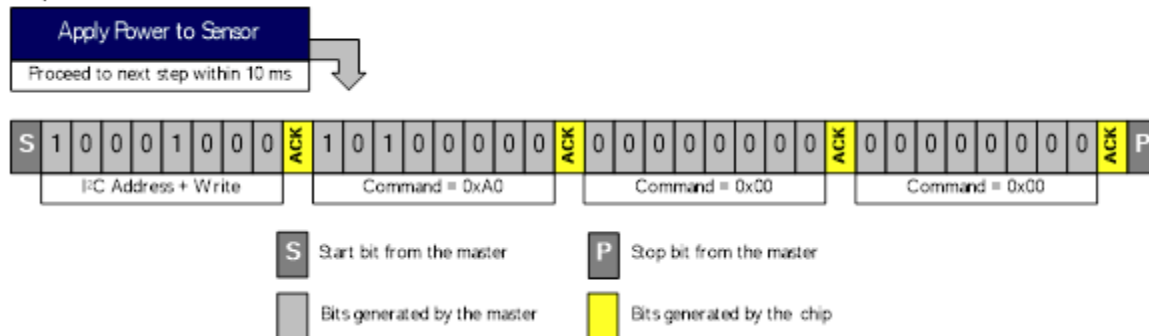 Apply Power to Sensor
Proceed to next step within 10 ms
S 1 0 0 0 1 0 0 0 ACK 1 0 1 0 0 0 0 0 ACK 0 0 0 0 0 0 0 0 ACK 0 0 0 0 0 0 0 0 ACK P
I²C Address + Write Command = 0xA0 Command = 0x00 Command = 0x00
S Start bit from the master P Stop bit from the master
Bits generated by the master Bits generated by the chip